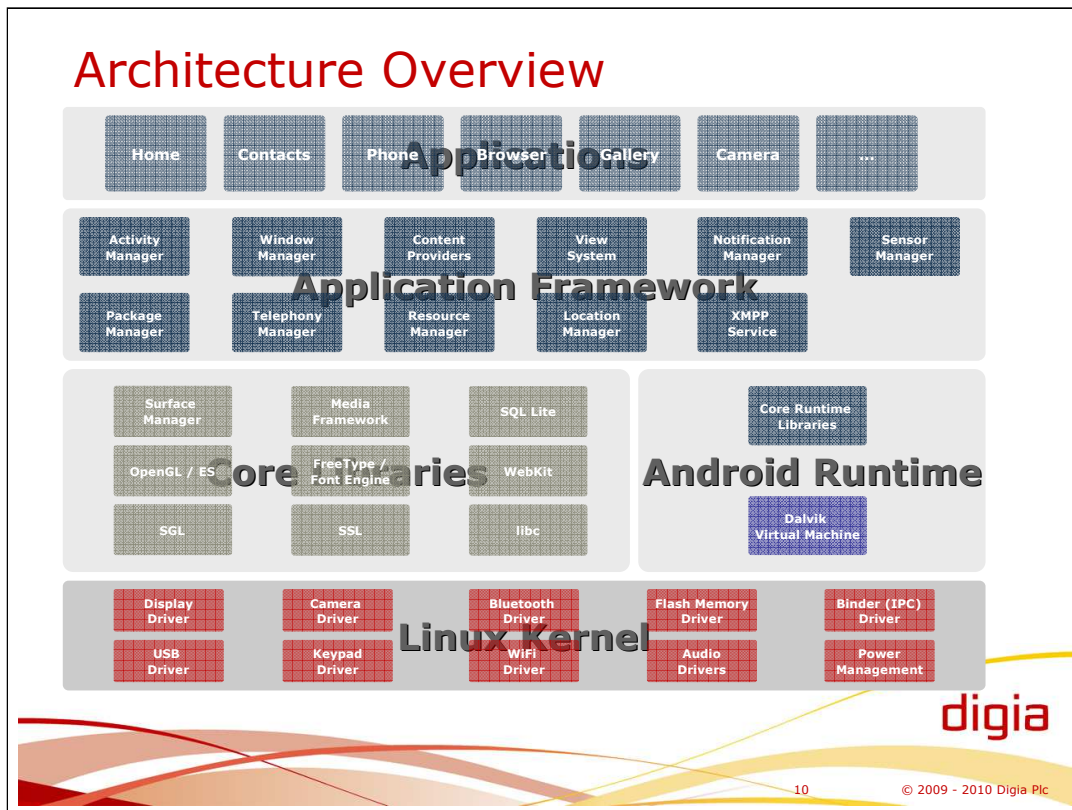 Architecture Overview
Applications
Home
Contacts
Phone
Browser
Gallery
Camera
...
Application Framework
Activity
Manager
Window
Manager
Content
Providers
View
System
Notification
Manager
Sensor
Manager
Package
Manager
Telephony
Manager
Resource
Manager
Location
Manager
XMPP
Service
Core Libraries
Surface
Manager
Media
Framework
SQL Lite
OpenGL / ES
FreeType /
Font Engine
WebKit
SGL
SSL
libc
Android Runtime
Core Runtime
Libraries
Dalvik
Virtual Machine
Linux Kernel
Display
Driver
Camera
Driver
Bluetooth
Driver
Flash Memory
Driver
Binder (IPC)
Driver
USB
Driver
Keypad
Driver
WiFi
Driver
Audio
Drivers
Power
Management
digia
10
© 2009 - 2010 Digia Plc